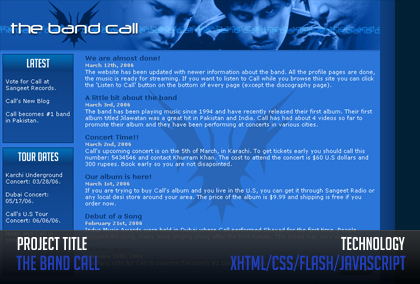 the band call
LATEST
Vote for Call at
Sangeet Records.
Call's New Blog
Call becomes #1 band
in Pakistan.
TOUR DATES
Karchi Underground
Concert: 03/28/06.
Dubai Concert:
05/17/06.
Call's U.S Tour
Concert: 06/06/06.
We are almost done!
March 12th, 2006
The website has been updated with newer information about the band. All the profile pages are done,
the music is ready for streaming. If you want to listen to Call while you browse this site you can click
the 'Listen to Call' button on the bottom of every page (except the discography page).
A little bit about the band
March 3rd, 2006
The band has been playing music since 1994 and have recently released their first album. Their first
album titled Jilawatan was a great hit in Pakistan and India. Call has had about 4 videos so far to
promote their album and they have been performing at concerts in various cities.
Concert Time!!
March 2nd, 2006
Call's upcoming concert is on the 5th of March, in Karachi. To get tickets early you should call this
number: 5434546 and contact Khurram Khan. The cost to attend the concert is $60 U.S dollars and
300 rupees. Book early so you are not disapointed.
Our album is here!
March 1st, 2006
If you are trying to buy Call's album and you live in the U.S, you can get it through Sangeet Radio or
any local desi store around your area. The price of the album is $9.99 and shipping is free if you
order now.
Debut of a Song
February 21st, 2006
PROJECT TITLE
THE BAND CALL
TECHNOLOGY
XHTML/CSS/FLASH/JAVASCRIPT